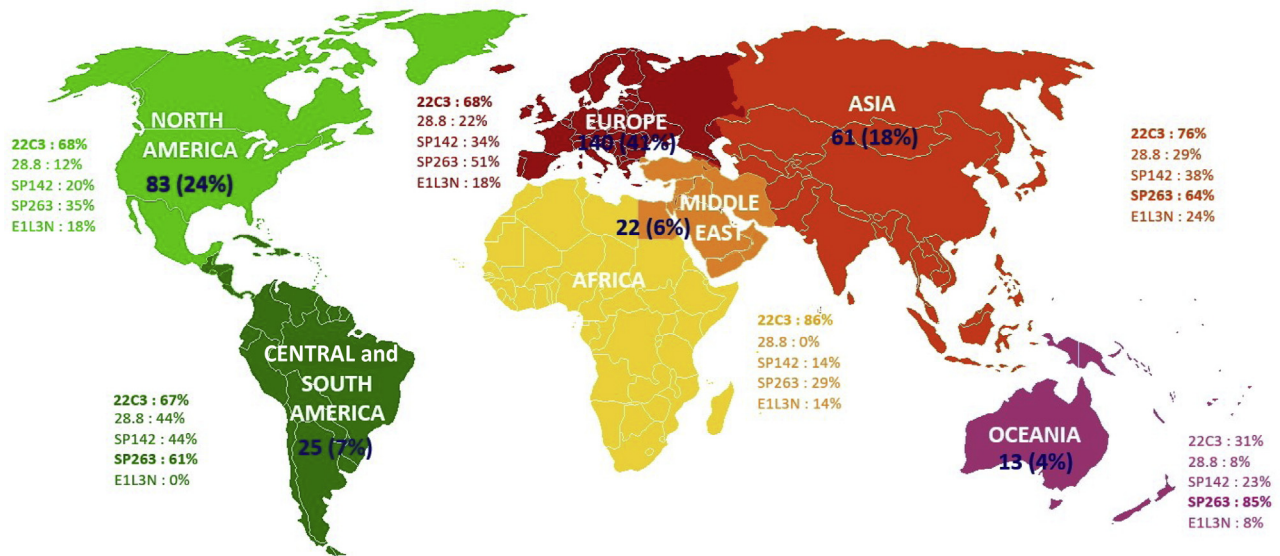 NORTH
AMERICA
83 (24%)
22C3 : 68%
28.8 : 12%
SP142 : 20%
SP263 : 35%
E1L3N : 18%
22C3 : 68%
28.8 : 22%
SP142 : 34%
SP263 : 51%
E1L3N : 18%
EUROPE
140 (41%)
ASIA
61 (18%)
22C3 : 76%
28.8 : 29%
SP142 : 38%
SP263 : 64%
E1L3N : 24%
MIDDLE
EAST
22 (6%)
AFRICA
22C3 : 86%
28.8 : 0%
SP142 : 14%
SP263 : 29%
E1L3N : 14%
CENTRAL and
SOUTH
AMERICA
25 (7%)
22C3 : 67%
28.8 : 44%
SP142 : 44%
SP263 : 61%
E1L3N : 0%
OCEANIA
13 (4%)
22C3 : 31%
28.8 : 8%
SP142 : 23%
SP263 : 85%
E1L3N : 8%